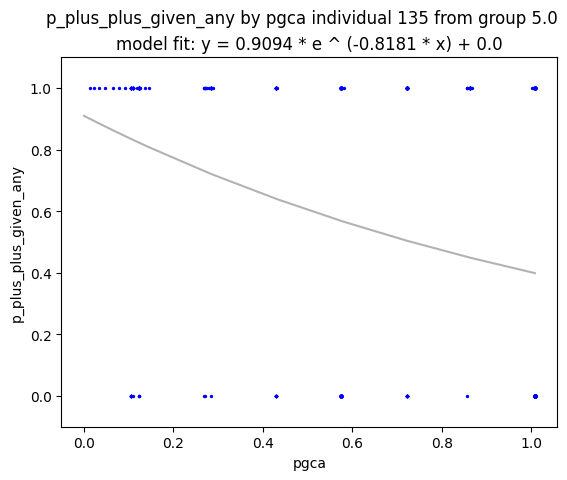 p_plus_plus_given_any by pgca individual 135 from group 5.0
model fit: y = 0.9094 * e ^ (-0.8181 * x) + 0.0
1.0
0.8
0.6
0.4
0.2
0.0
p_plus_plus_given_any
0.0 0.2 0.4 0.6 0.8 1.0
pgca